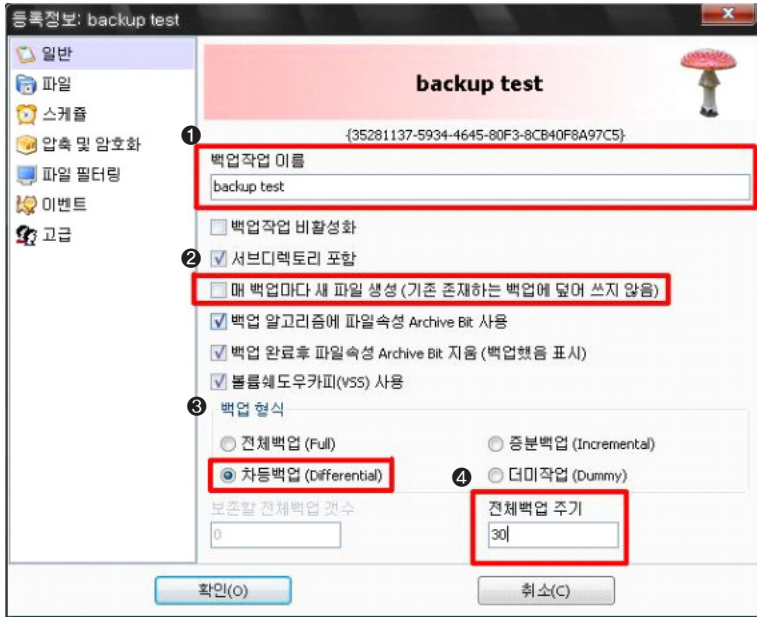 등록정보: backup test
일반
파일
스케쥴
압축 및 암호화
파일 필터링
이벤트
고급
backup test
{35281137-5934-4645-80F3-8CB40F8A97C5}
❶
백업작업 이름
backup test
백업작업 비활성화
❷ 서브디렉토리 포함
매 백업마다 새 파일 생성 (기존 존재하는 백업에 덮어 쓰지 않음)
백업 알고리즘에 파일속성 Archive Bit 사용
백업 완료후 파일속성 Archive Bit 지움 (백업했음 표시)
볼륨쉐도우카피(VSS) 사용
❸ 백업 형식
전체백업 (Full)
증분백업 (Incremental)
차등백업 (Differential)
❹ 더미작업 (Dummy)
보존할 전체백업 갯수
0
전체백업 주기
30
확인(O)
취소(C)